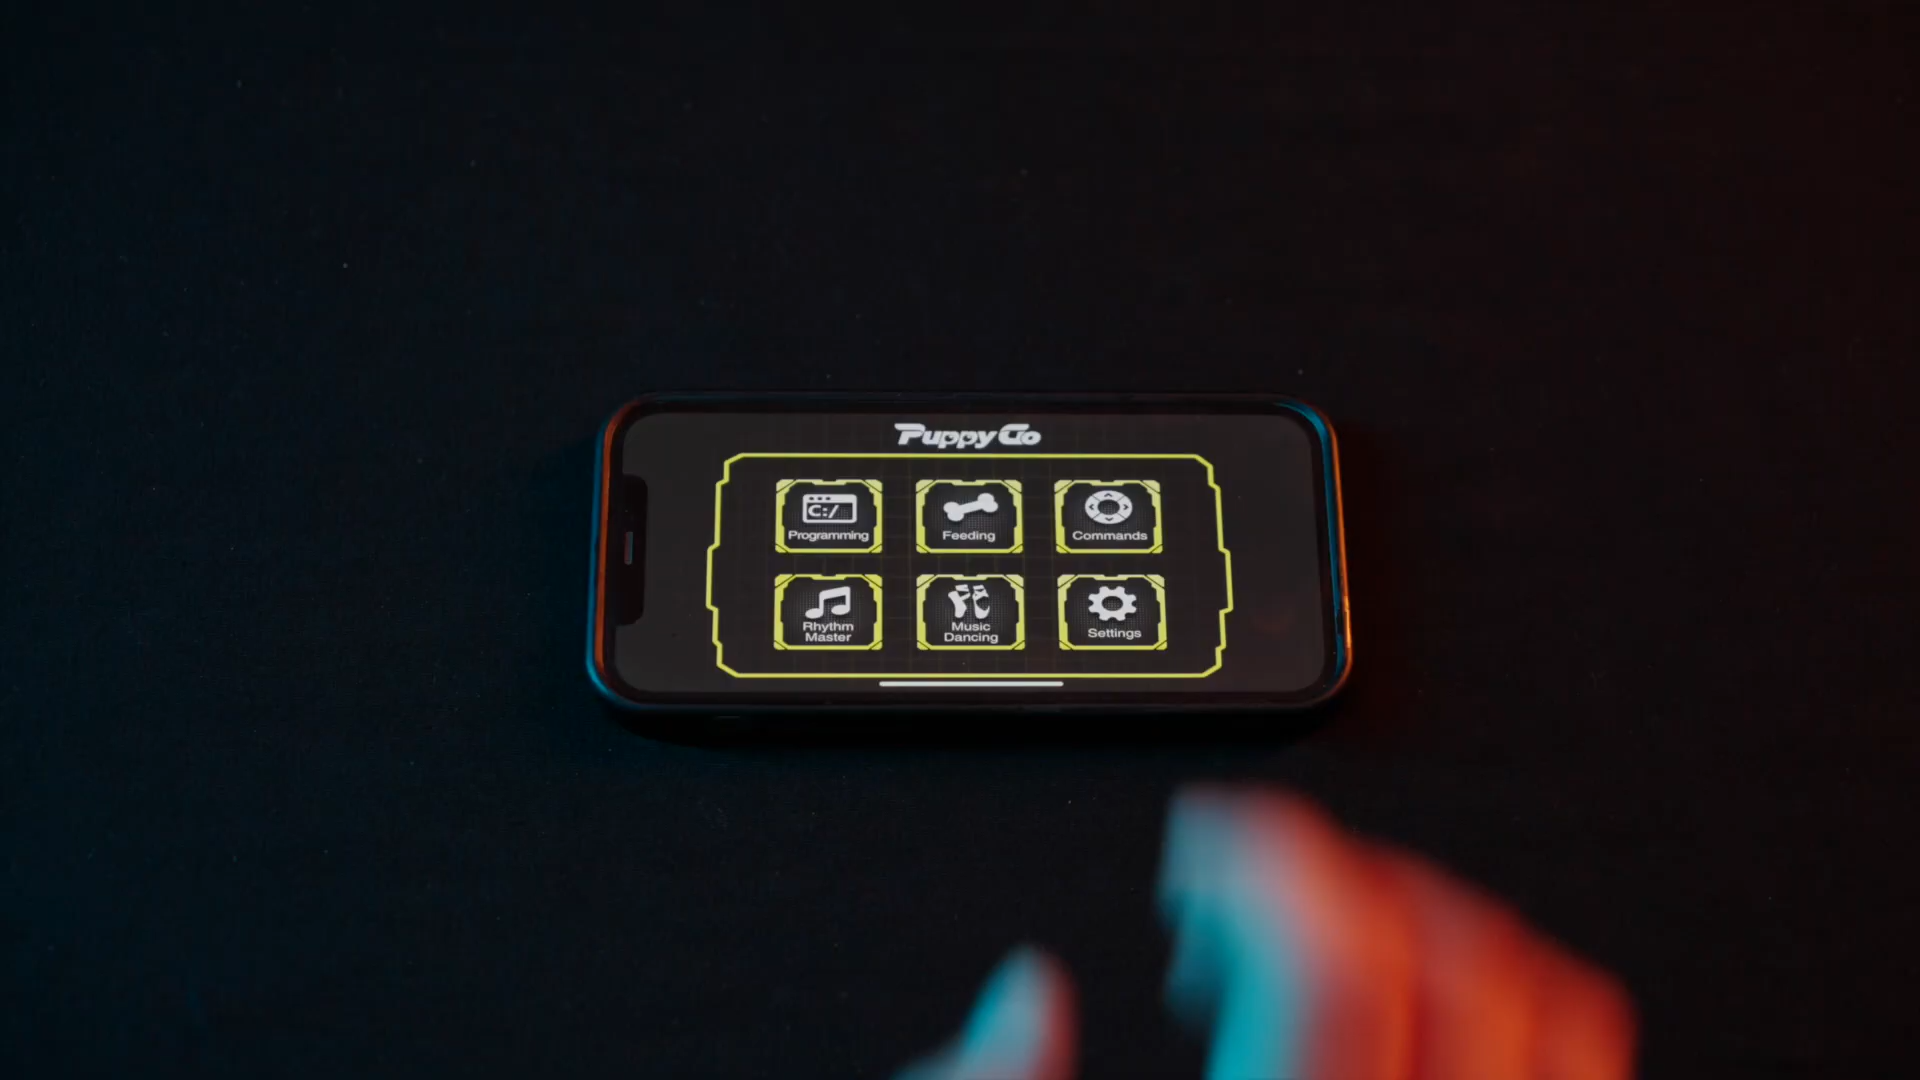 PuppyGo
C:/
Programming
Feeding
Commands
Rhythm
Master
Music
Dancing
Settings